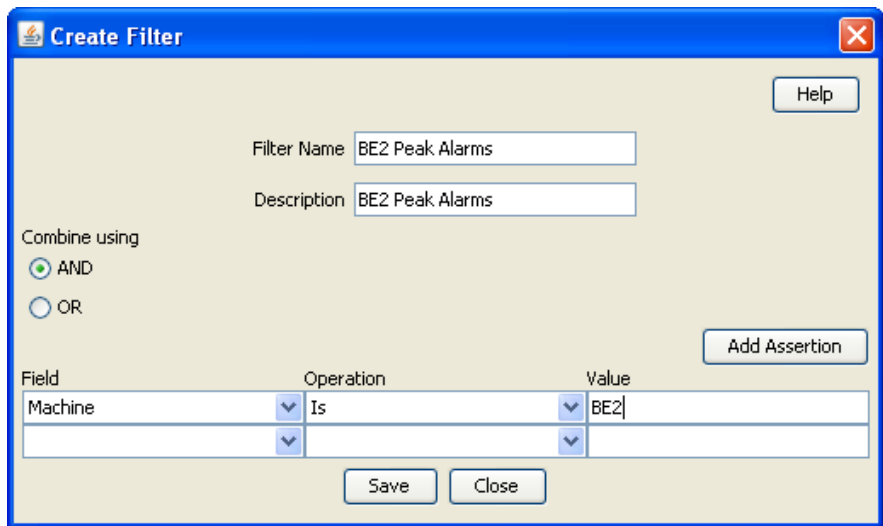 Create Filter
Help
Filter Name BE2 Peak Alarms
Description BE2 Peak Alarms
Combine using
AND
OR
Add Assertion
Field Operation Value
Machine Is BE2
Save Close